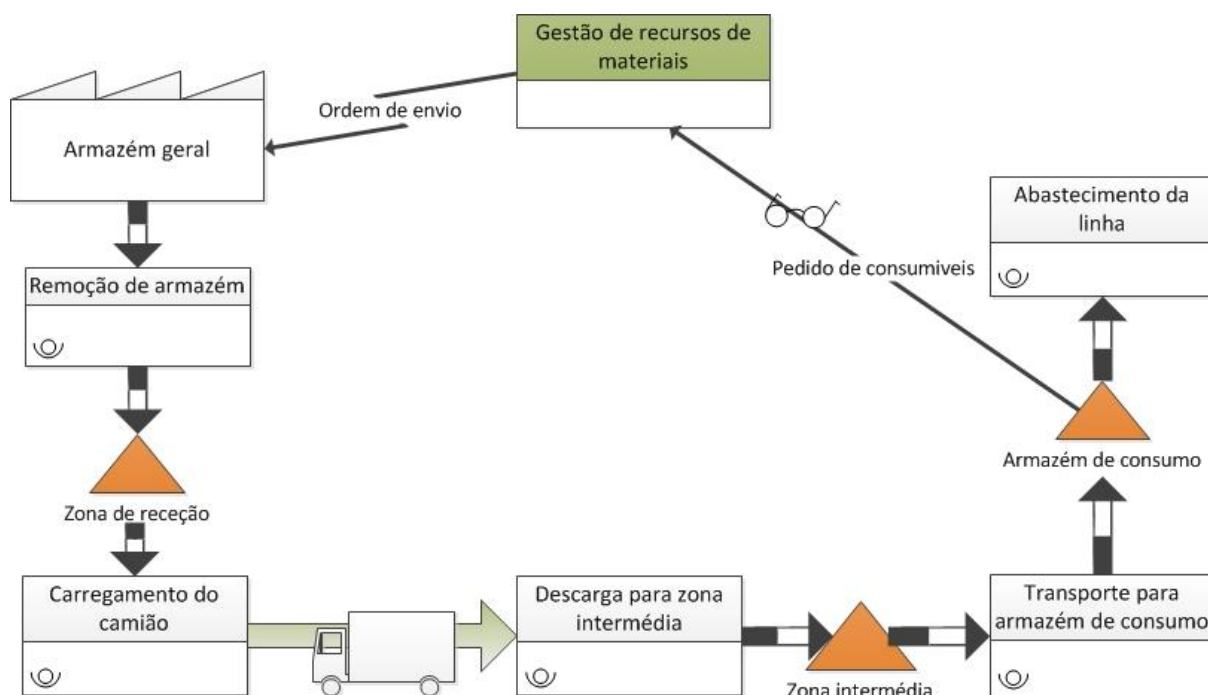 Gestão de recursos de
materiais
Ordem de envio
Armazém geral
Abastecimento da
linha
Pedido de consumiveis
Remoção de armazém
Armazém de consumo
Zona de receção
Carregamento do
camião
Descarga para zona
intermédia
Transporte para
armazém de consumo
Zona intermédia